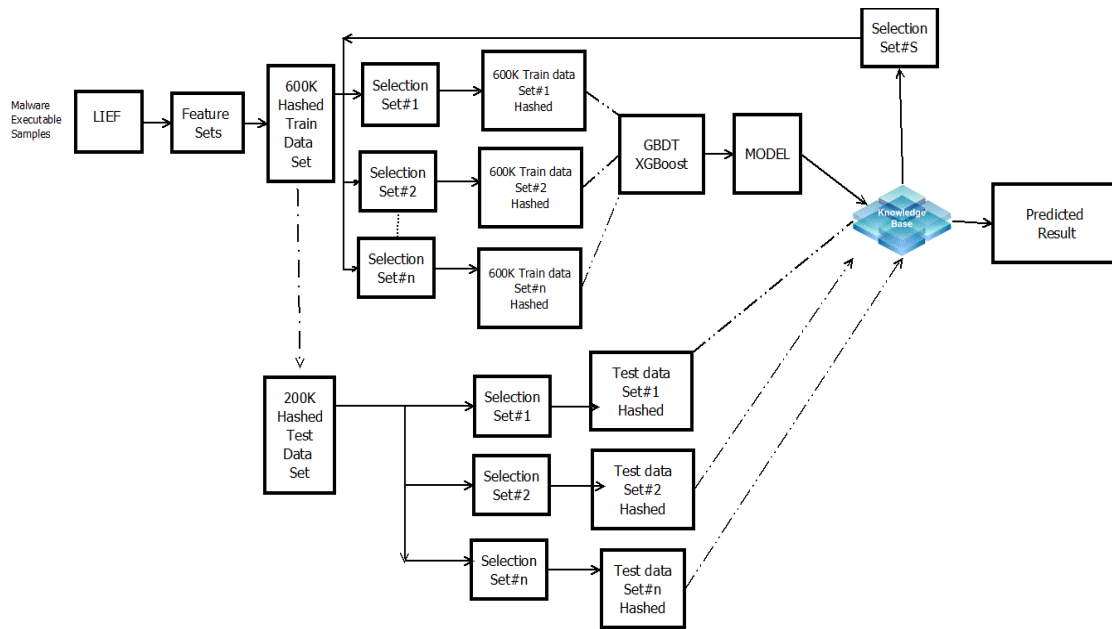 Malware
Executable
Samples
LIEF
Feature
Sets
600K
Hashed
Train
Data
Set
Selection
Set#1
600K Train data
Set#1
Hashed
Selection
Set#2
600K Train data
Set#2
Hashed
Selection
Set#n
600K Train data
Set#n
Hashed
GBDT
XGBoost
MODEL
Selection
Set#S
Knowledge
Base
Predicted
Result
200K
Hashed
Test
Data
Set
Selection
Set#1
Test data
Set#1
Hashed
Selection
Set#2
Test data
Set#2
Hashed
Selection
Set#n
Test data
Set#n
Hashed